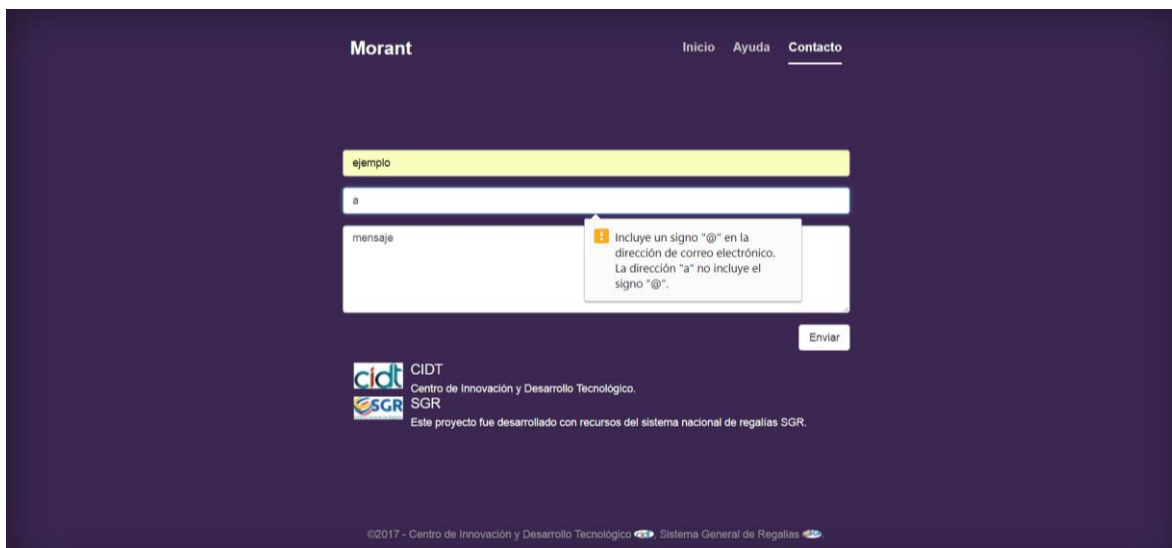 Morant
Inicio Ayuda Contacto
ejemplo
a
mensaje
Incluye un signo "@" en la
dirección de correo electrónico.
La dirección "a" no incluye el
signo "@".
Enviar
cidt
CIDT
Centro de Innovación y Desarrollo Tecnológico.
SGR
SGR
Este proyecto fue desarrollado con recursos del sistema nacional de regalías SGR.
©2017 - Centro de Innovación y Desarrollo Tecnológico , Sistema General de Regalías .